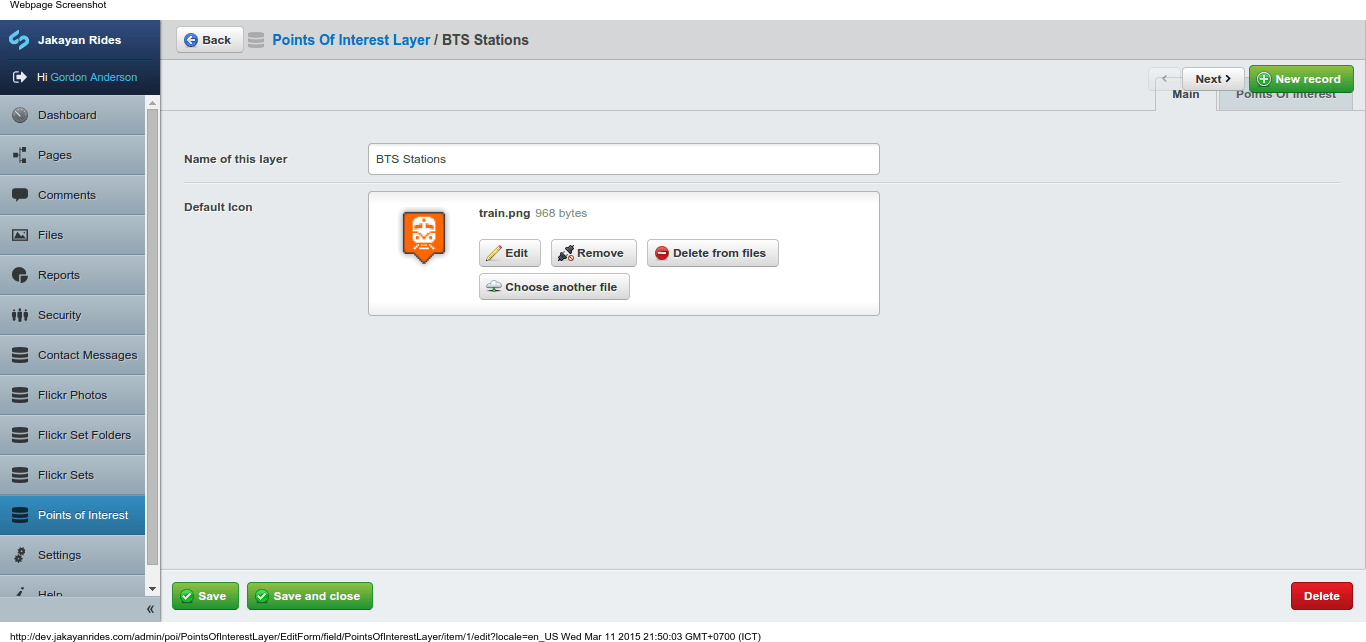 Webpage Screenshot
Jakayan Rides
Hi Gordon Anderson
Dashboard
Pages
Comments
Files
Reports
Security
Contact Messages
Flickr Photos
Flickr Set Folders
Flickr Sets
Points of Interest
Settings
Help
«
Back
Points Of Interest Layer / BTS Stations
Next
New record
Main
Points Of Interest
Name of this layer
BTS Stations
Default Icon
train.png 968 bytes
Edit
Remove
Delete from files
Choose another file
Save
Save and close
Delete
http://dev.jakayanrides.com/admin/poi/PointsOfInterestLayer/EditForm/field/PointsOfInterestLayer/item/1/edit?locale=en_US Wed Mar 11 2015 21:50:03 GMT+0700 (ICT)